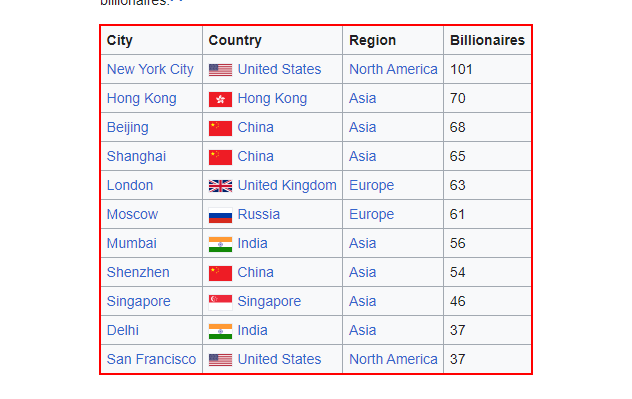 billionaires.
City Country Region Billionaires
New York City United States North America 101
Hong Kong Hong Kong Asia 70
Beijing China Asia 68
Shanghai China Asia 65
London United Kingdom Europe 63
Moscow Russia Europe 61
Mumbai India Asia 56
Shenzhen China Asia 54
Singapore Singapore Asia 46
Delhi India Asia 37
San Francisco United States North America 37